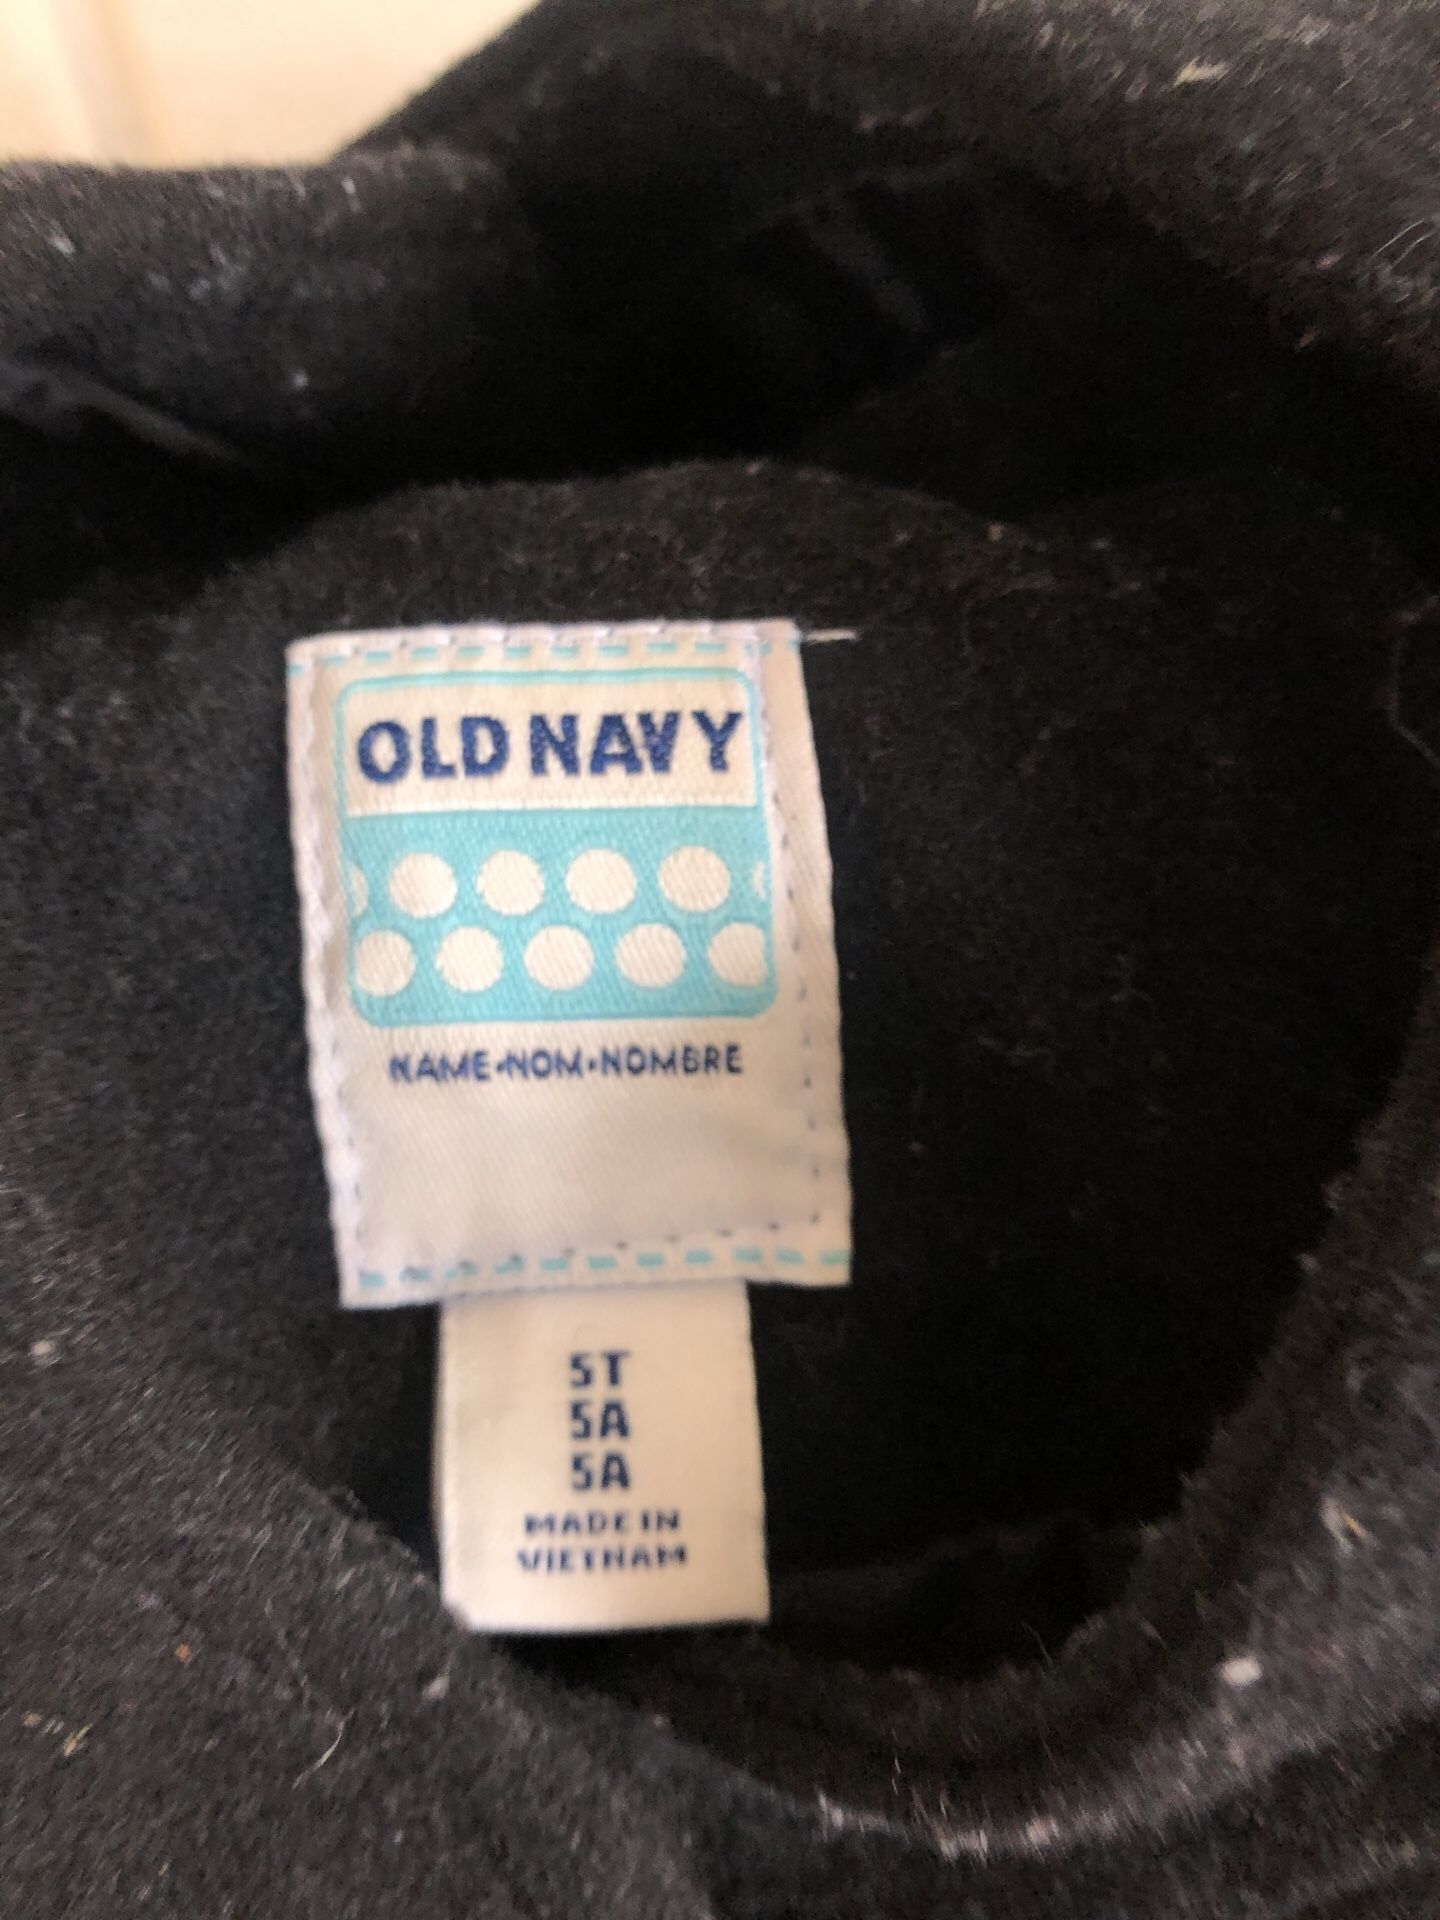 OLD NAVY
NAME•NOM•NOMBRE
5T
5A
5A
MADE IN
VIETNAM